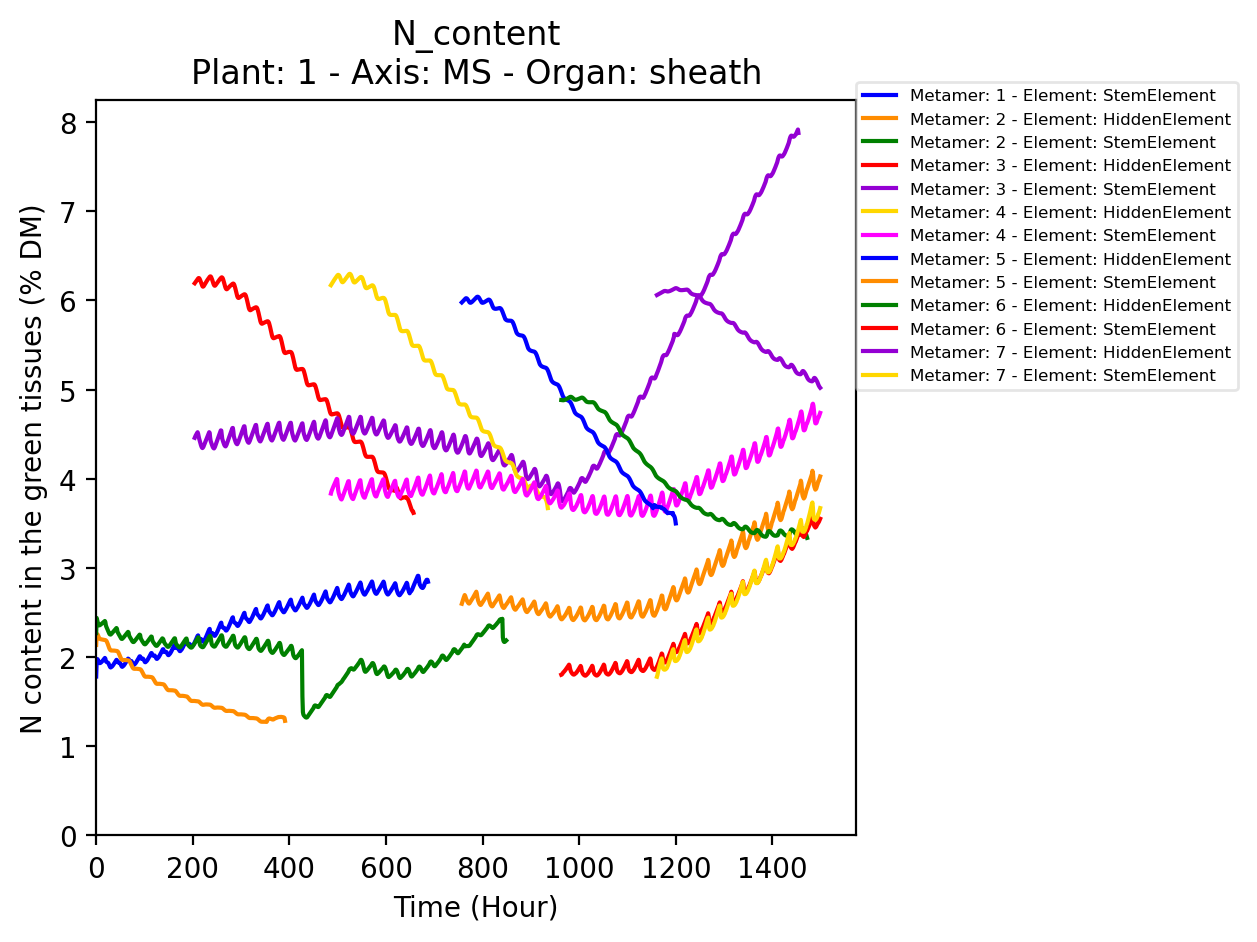 N_content
Plant: 1 - Axis: MS - Organ: sheath
N content in the green tissues (% DM)
8
7
6
5
4
3
2
1
0
0 200 400 600 800 1000 1200 1400
Time (Hour)
Metamer: 1 - Element: StemElement
Metamer: 2 - Element: HiddenElement
Metamer: 2 - Element: StemElement
Metamer: 3 - Element: HiddenElement
Metamer: 3 - Element: StemElement
Metamer: 4 - Element: HiddenElement
Metamer: 4 - Element: StemElement
Metamer: 5 - Element: HiddenElement
Metamer: 5 - Element: StemElement
Metamer: 6 - Element: HiddenElement
Metamer: 6 - Element: StemElement
Metamer: 7 - Element: HiddenElement
Metamer: 7 - Element: StemElement